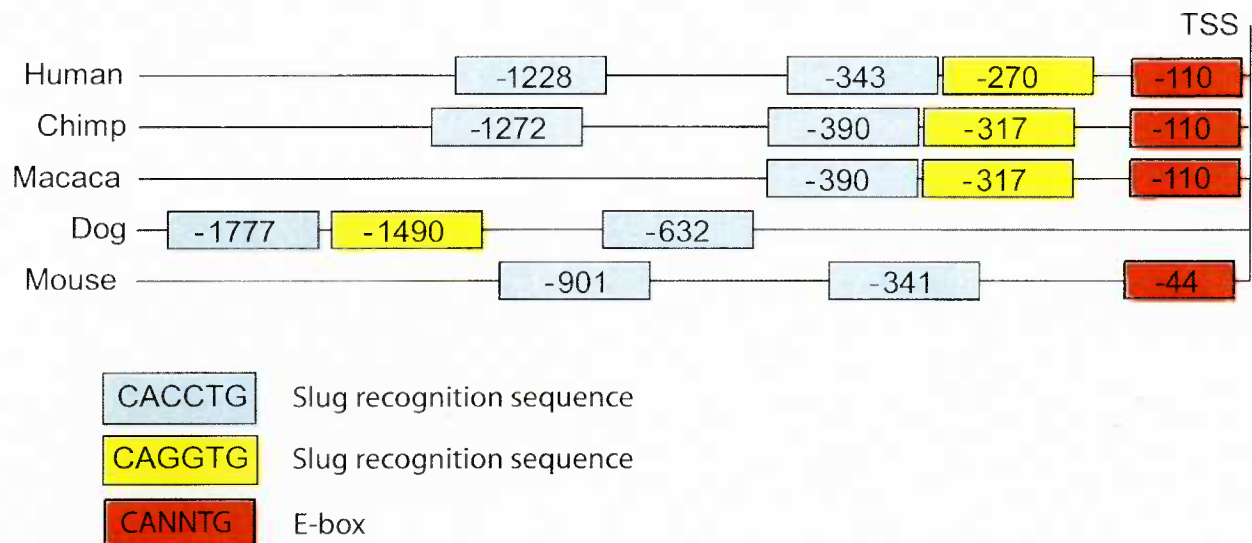 TSS
Human -1228 -343 -270 -110
Chimp -1272 -390 -317 -110
Macaca -390 -317 -110
Dog -1777 -1490 -632
Mouse -901 -341 -44
CACCTG Slug recognition sequence
CAGGTG Slug recognition sequence
CANNTG E-box